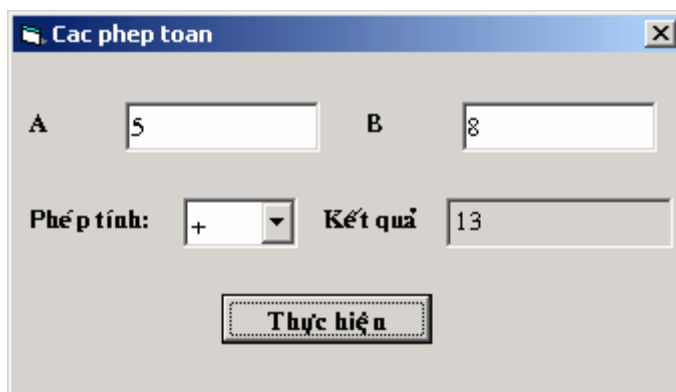 Cac phep toan
A 5 B 8
Phép tính: + Kết quả 13
Thực hiện